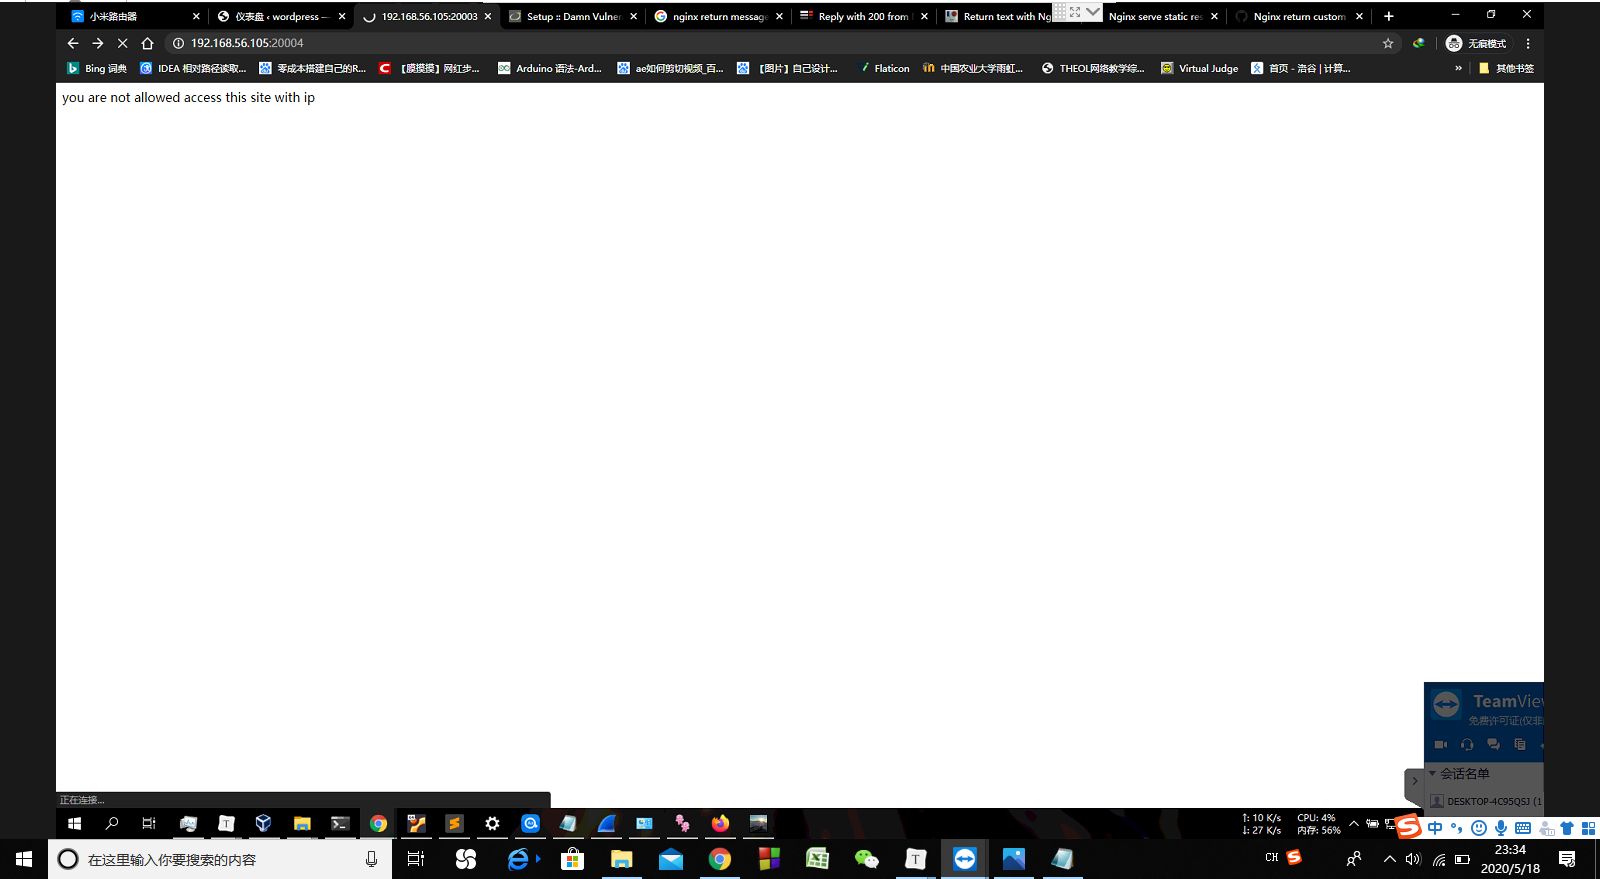 小米路由器
仪表盘 ‹ wordpress —
192.168.56.105:20003
Setup :: Damn Vulner
nginx return message
Reply with 200 from
Return text with Ng
Nginx serve static res
Nginx return custom
192.168.56.105:20004
无痕模式
Bing 词典
IDEA 相对路径读取...
零成本搭建自己的R...
【膜摸摸】网红步...
Arduino 语法-Ard...
ae如何剪切视频_百...
【图片】自己设计...
Flaticon
中国农业大学雨虹...
THEOL网络教学综...
Virtual Judge
首页 - 洛谷 | 计算...
»
其他书签
you are not allowed access this site with ip
TeamView
免费许可证(仅非
会话名单
DESKTOP-4C95QSJ (1
正在连接...
↑: 10 K/s
↓: 27 K/s
CPU: 4%
内存: 56%
中
在这里输入你要搜索的内容
CH
23:34
2020/5/18